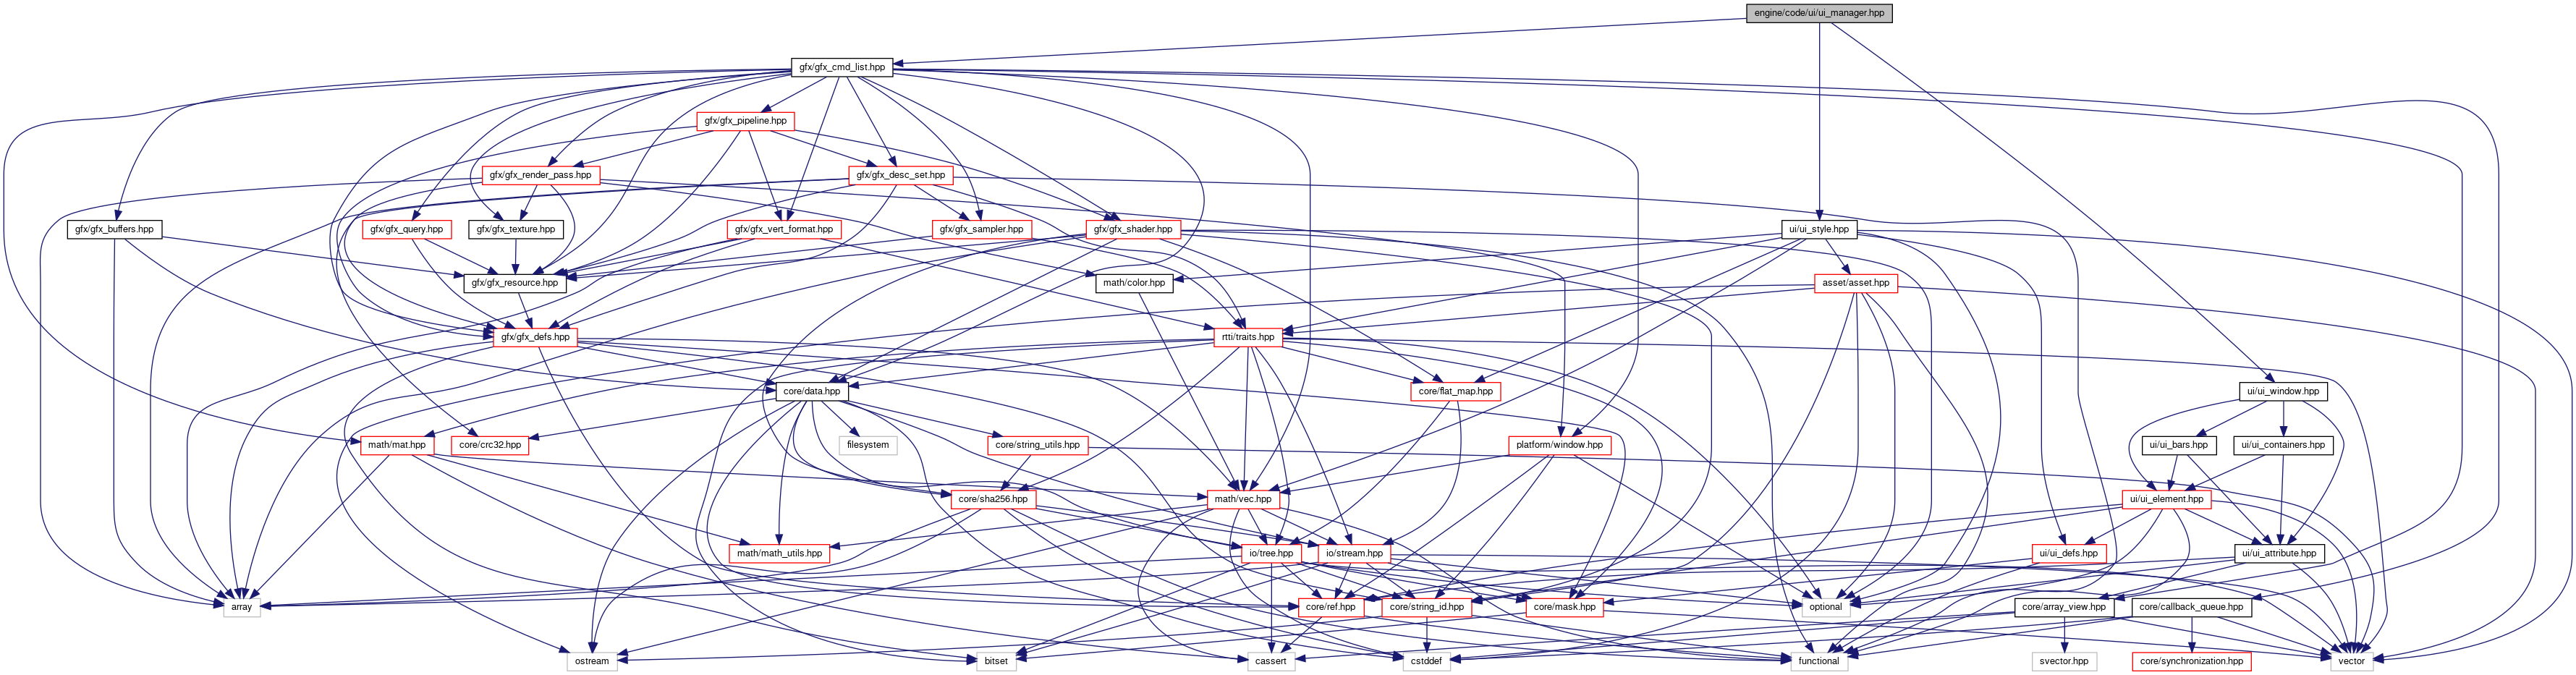 engine/code/ui/ui_manager.hpp
gfx/gfx_cmd_list.hpp
gfx/gfx_pipeline.hpp
gfx/gfx_render_pass.hpp
gfx/gfx_desc_set.hpp
gfx/gfx_buffers.hpp
gfx/gfx_query.hpp
gfx/gfx_texture.hpp
gfx/gfx_vert_format.hpp
gfx/gfx_sampler.hpp
gfx/gfx_shader.hpp
ui/ui_style.hpp
gfx/gfx_resource.hpp
math/color.hpp
asset/asset.hpp
gfx/gfx_defs.hpp
rtti/traits.hpp
core/data.hpp
core/flat_map.hpp
ui/ui_window.hpp
math/mat.hpp
core/crc32.hpp
filesystem
core/string_utils.hpp
platform/window.hpp
ui/ui_bars.hpp
ui/ui_containers.hpp
core/sha256.hpp
math/vec.hpp
ui/ui_element.hpp
math/math_utils.hpp
io/tree.hpp
io/stream.hpp
ui/ui_defs.hpp
ui/ui_attribute.hpp
array
core/ref.hpp
core/string_id.hpp
core/mask.hpp
optional
core/array_view.hpp
core/callback_queue.hpp
ostream
bitset
cassert
cstddef
functional
svector.hpp
core/synchronization.hpp
vector